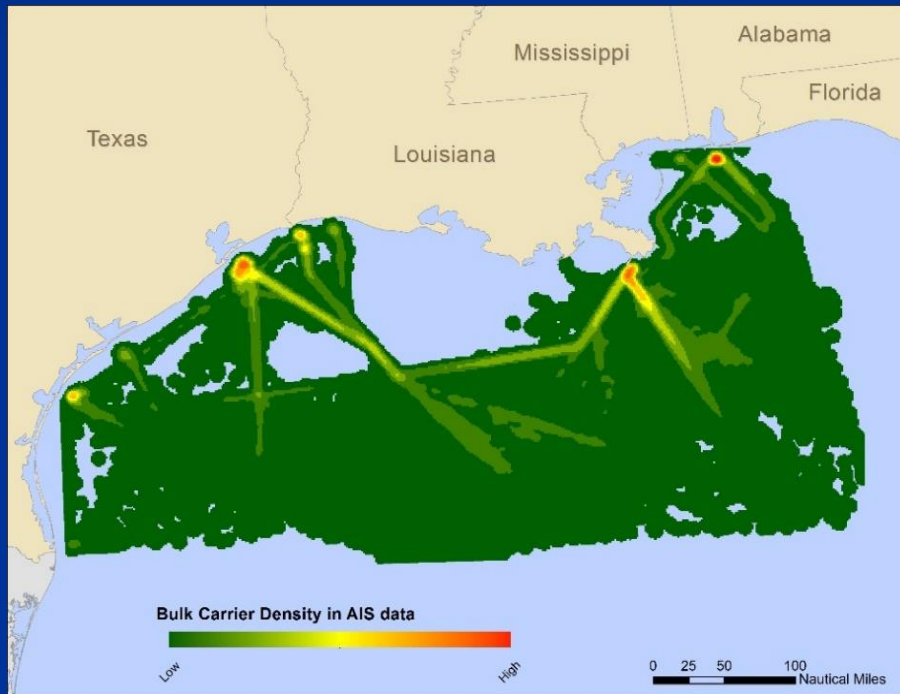 Alabama
Mississippi
Florida
Texas
Louisiana
Bulk Carrier Density in AIS data
Low
High
0 25 50 100
Nautical Miles